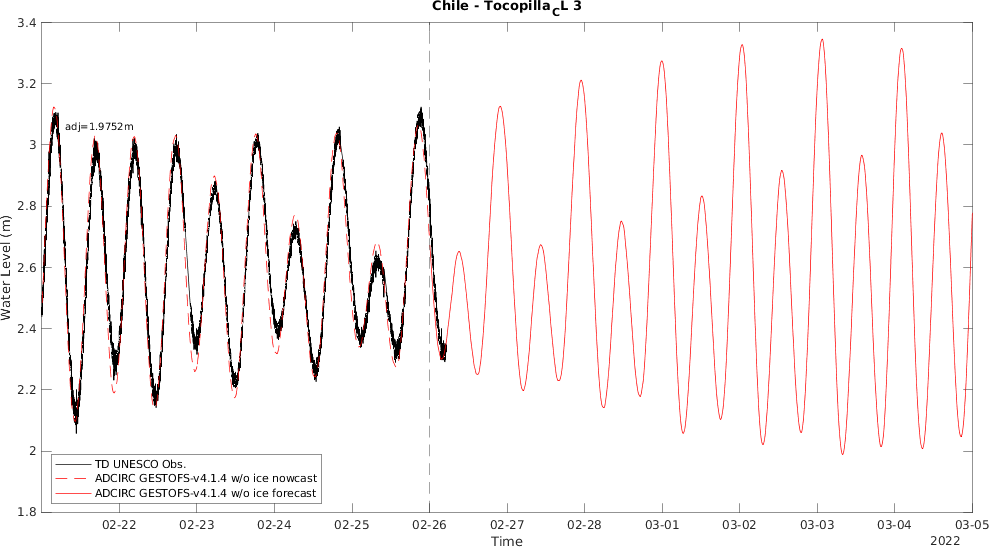 Chile - TocopillaCL 3
3.4
3.2
3
2.8
2.6
2.4
2.2
2
1.8
Water Level (m)
adj=1.9752m
TD UNESCO Obs.
ADCIRC GESTOFS-v4.1.4 w/o ice nowcast
ADCIRC GESTOFS-v4.1.4 w/o ice forecast
02-22 02-23 02-24 02-25 02-26 02-27 02-28 03-01 03-02 03-03 03-04 03-05
Time
2022